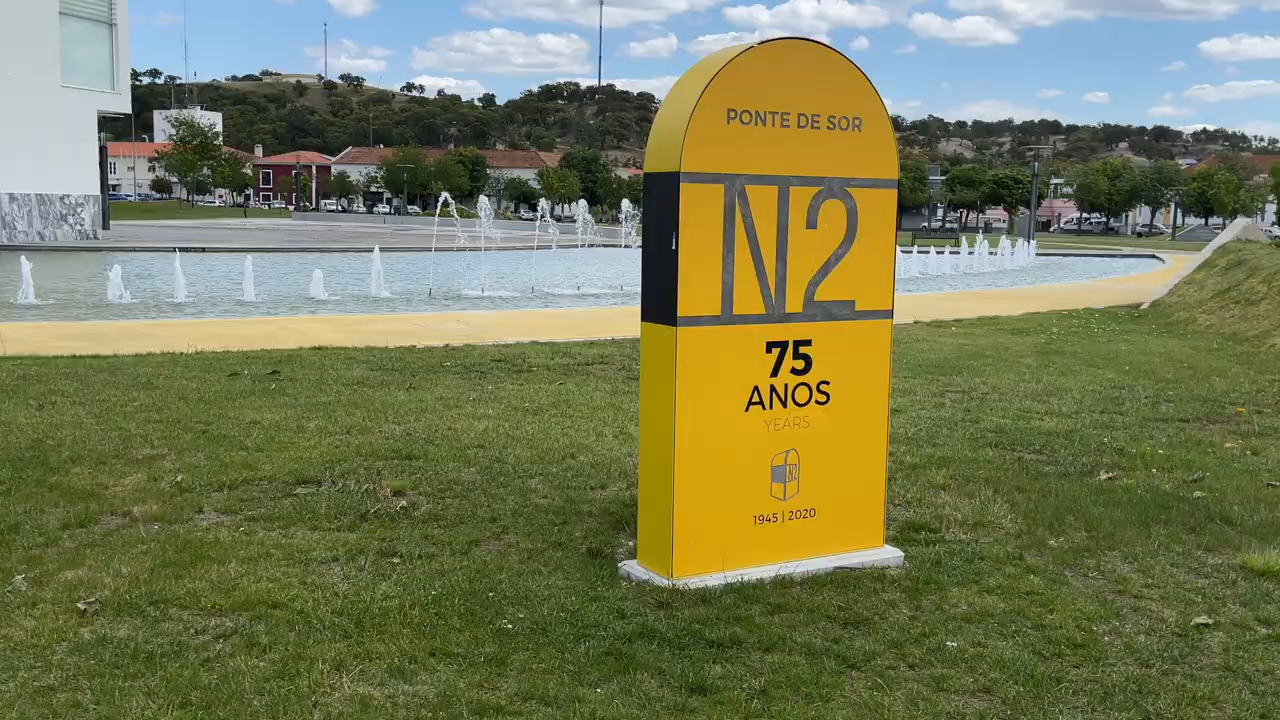 PONTE DE SOR
N2
75
ANOS
YEARS
N2
1945 | 2020